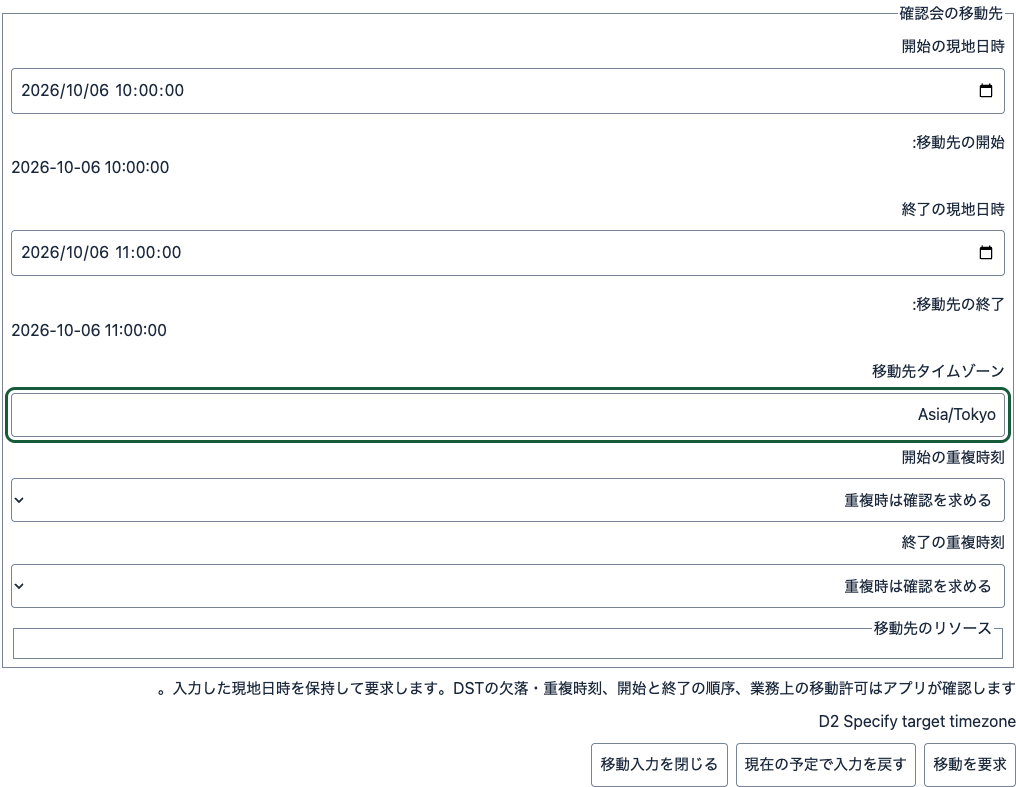 確認会の移動先
開始の現地日時
2026/10/06 10:00:00
:移動先の開始
2026-10-06 10:00:00
終了の現地日時
2026/10/06 11:00:00
:移動先の終了
2026-10-06 11:00:00
移動先タイムゾーン
Asia/Tokyo
開始の重複時刻
重複時は確認を求める
終了の重複時刻
重複時は確認を求める
移動先のリソース
。入力した現地日時を保持して要求します。DSTの欠落・重複時刻、開始と終了の順序、業務上の移動許可はアプリが確認します
D2 Specify target timezone
移動を要求 現在の予定で入力を戻す 移動入力を閉じる